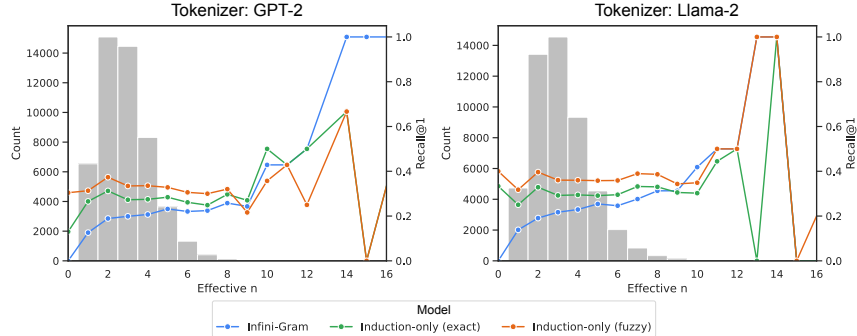 Tokenizer: GPT-2
14000
12000
10000
8000
6000
4000
2000
0
Count
1.0
0.8
0.6
0.4
0.2
0.0
Recall@1
0 2 4 6 8 10 12 14 16
Effective n
Tokenizer: Llama-2
14000
12000
10000
8000
6000
4000
2000
0
Count
1.0
0.8
0.6
0.4
0.2
0.0
Recall@1
0 2 4 6 8 10 12 14 16
Effective n
Model
Infini-Gram Induction-only (exact) Induction-only (fuzzy)